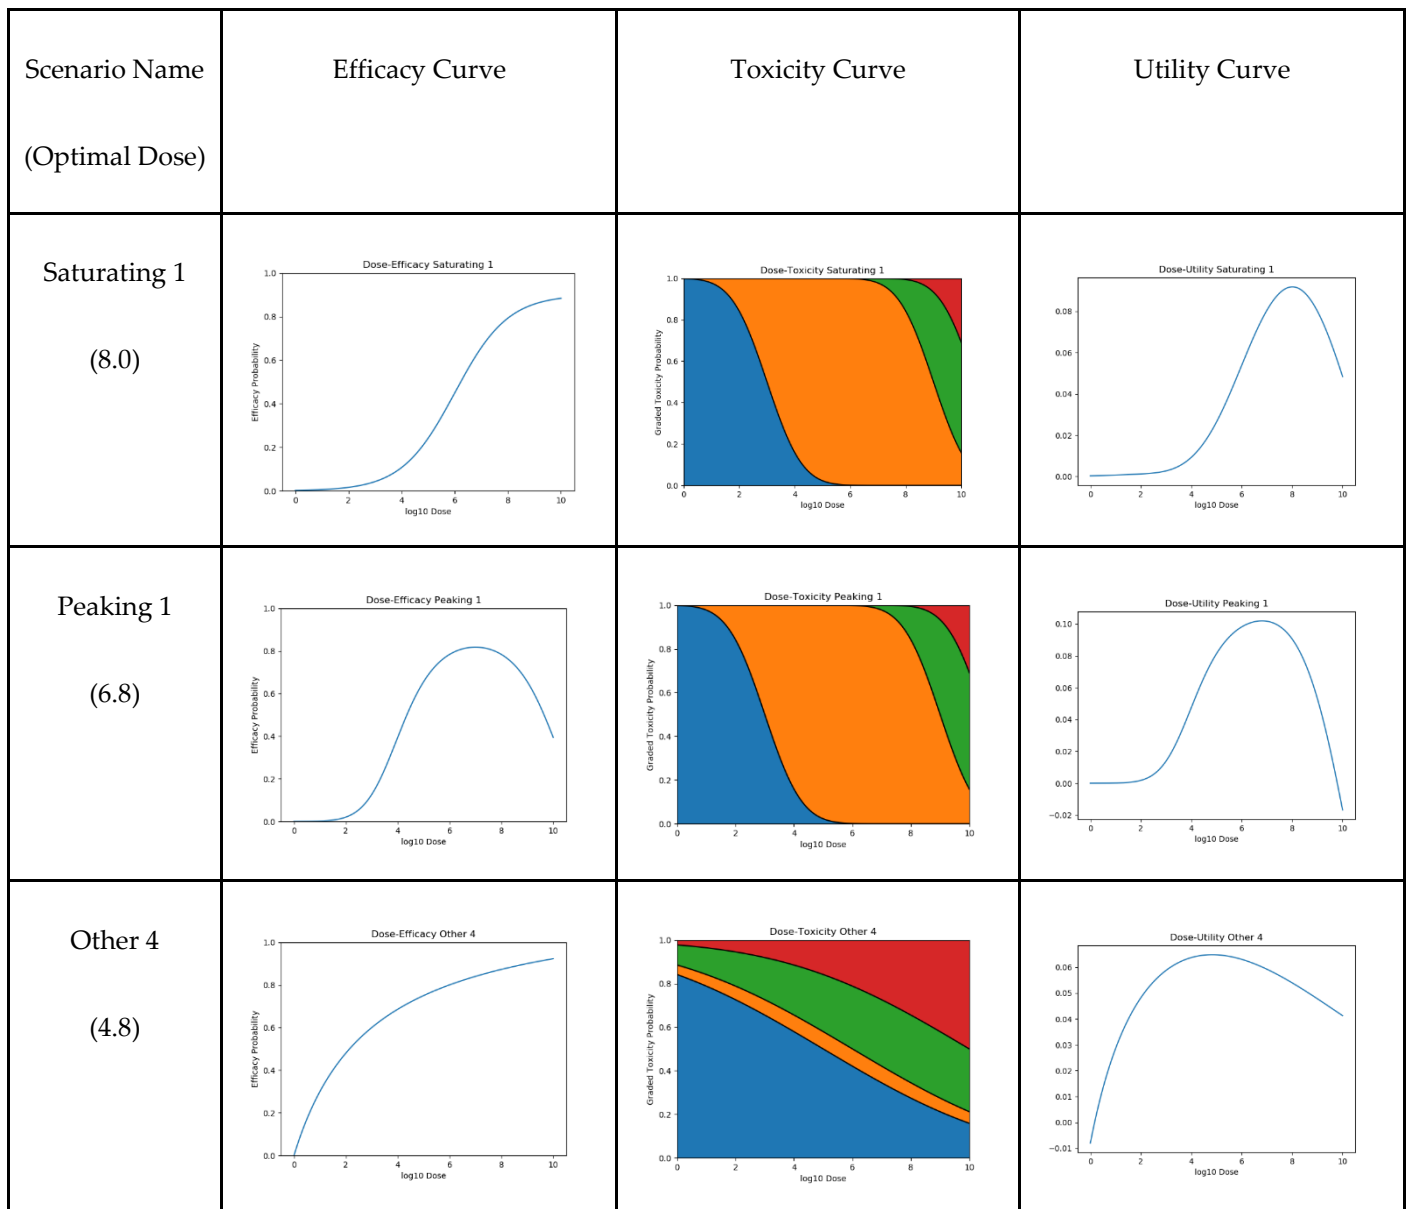 Scenario Name
(Optimal Dose)
Efficacy Curve
Toxicity Curve
Utility Curve
Saturating 1
(8.0)
Dose-Efficacy Saturating 1
1.0
0.8
0.6
0.4
0.2
0.0
Efficacy Probability
0 2 4 6 8 10
log10 Dose
Dose-Toxicity Saturating 1
1.0
0.8
0.6
0.4
0.2
0.0
Graded Toxicity Probability
0 2 4 6 8 10
log10 Dose
Dose-Utility Saturating 1
0.08
0.06
0.04
0.02
0.00
0 2 4 6 8 10
log10 Dose
Peaking 1
(6.8)
Dose-Efficacy Peaking 1
1.0
0.8
0.6
0.4
0.2
0.0
Efficacy Probability
0 2 4 6 8 10
log10 Dose
Dose-Toxicity Peaking 1
1.0
0.8
0.6
0.4
0.2
0.0
Graded Toxicity Probability
0 2 4 6 8 10
log10 Dose
Dose-Utility Peaking 1
0.10
0.08
0.06
0.04
0.02
0.00
−0.02
0 2 4 6 8 10
log10 Dose
Other 4
(4.8)
Dose-Efficacy Other 4
1.0
0.8
0.6
0.4
0.2
0.0
Efficacy Probability
0 2 4 6 8 10
log10 Dose
Dose-Toxicity Other 4
1.0
0.8
0.6
0.4
0.2
0.0
Graded Toxicity Probability
0 2 4 6 8 10
log10 Dose
Dose-Utility Other 4
0.06
0.05
0.04
0.03
0.02
0.01
0.00
−0.01
0 2 4 6 8 10
log10 Dose